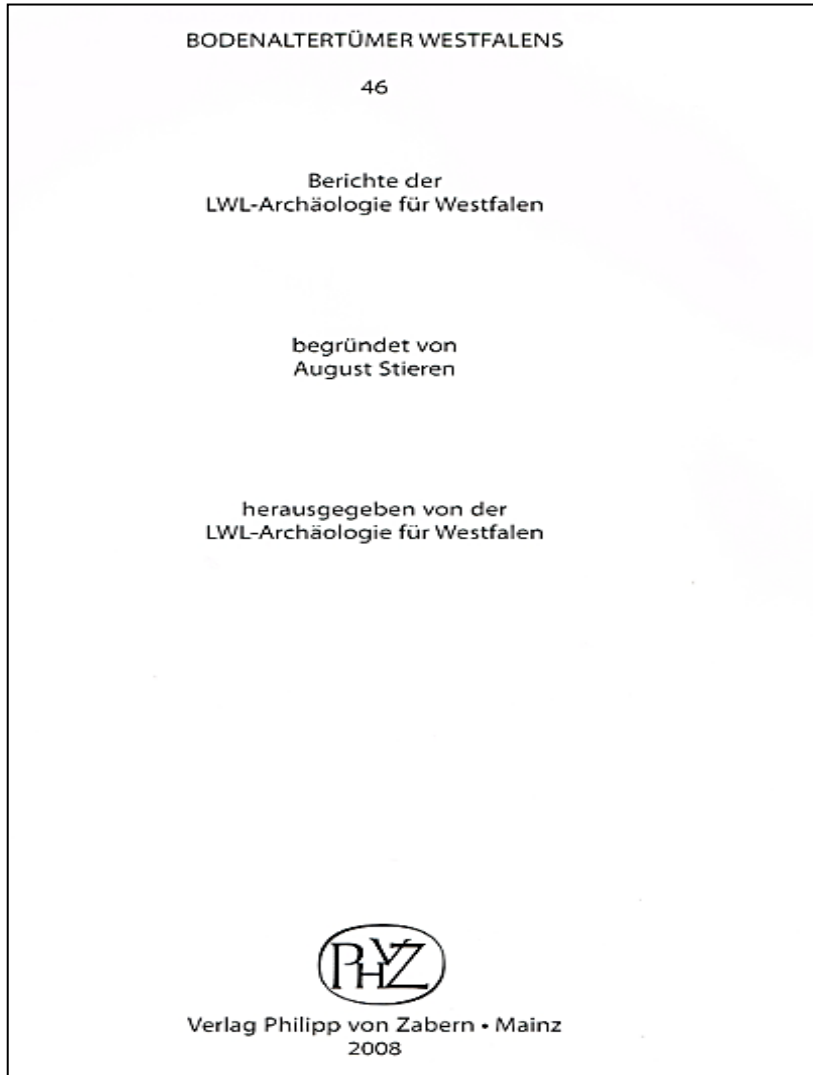 BODENALTERTÜMER WESTFALENS
46
Berichte der
LWL-Archäologie für Westfalen
begründet von
August Stieren
herausgegeben von der
LWL-Archäologie für Westfalen
PHVZ
Verlag Philipp von Zabern • Mainz
2008